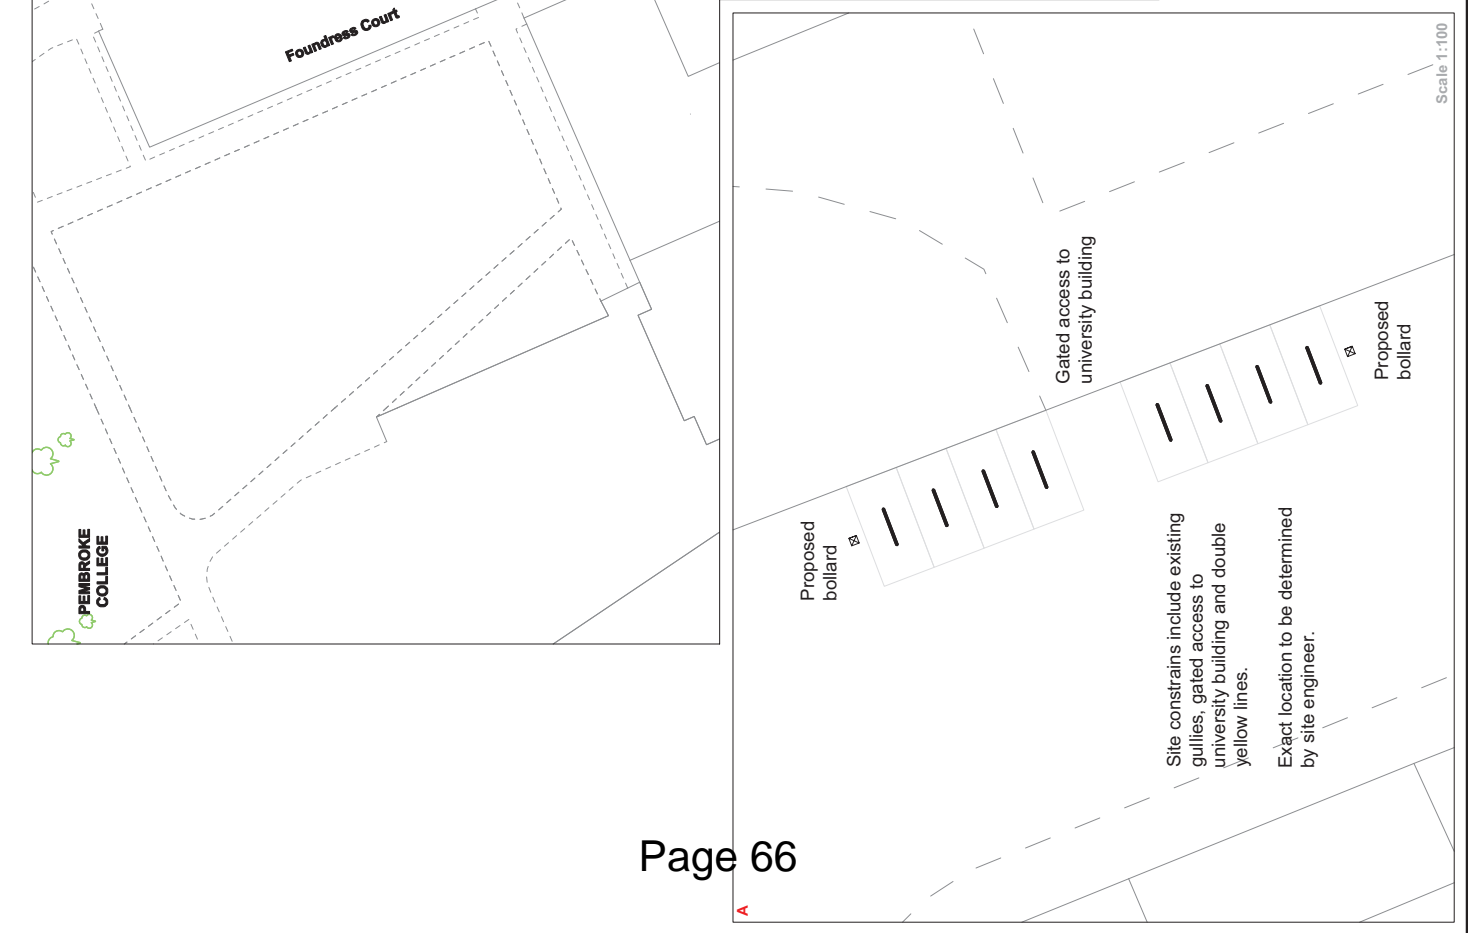 Foundress Court
PEMBROKE
COLLEGE
Scale 1:100
Gated access to
university building
Proposed
bollard
Proposed
bollard
Site constrains include existing
gullies, gated access to
university building and double
yellow lines.
Exact location to be determined
by site engineer.
Page 66
A